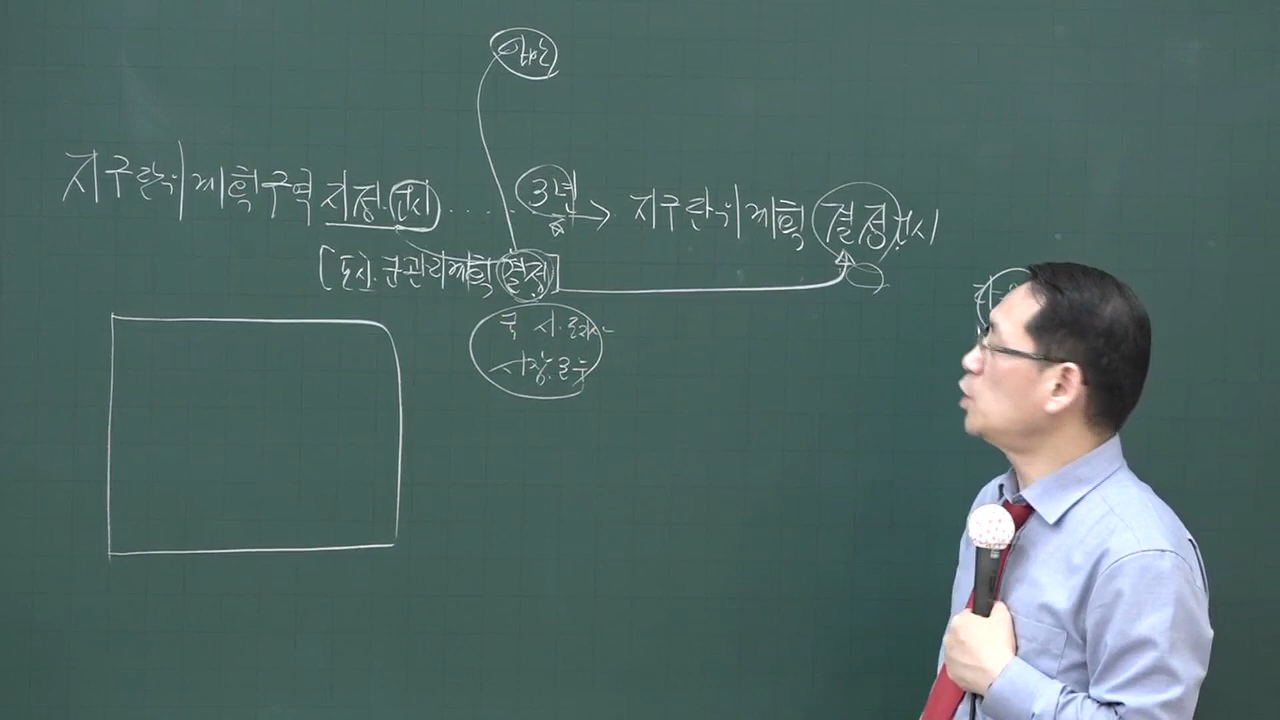 지구단위계획구역 지정고시 ..... 3년 → 지구단위계획 결정고시
[도시·군관리계획 결정]
국 시·도지사
시장·군수